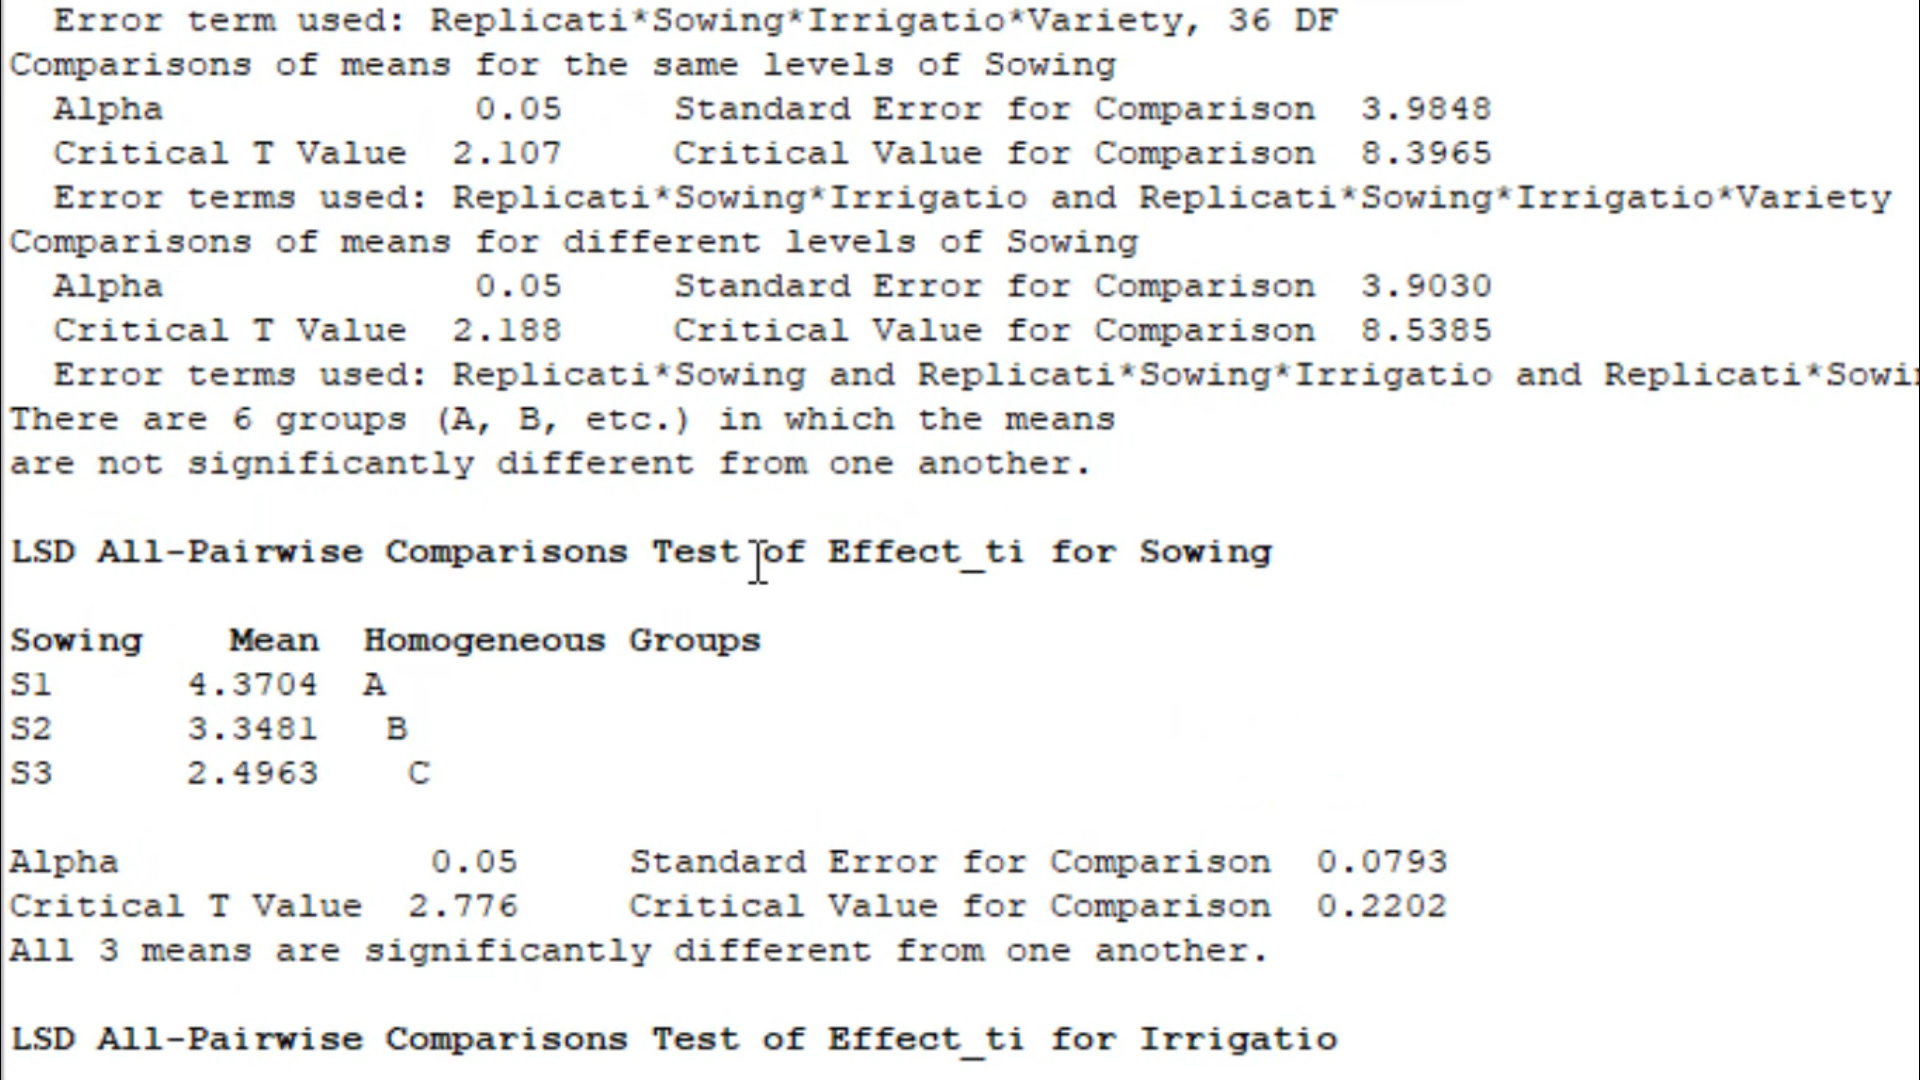 Error term used: Replicati*Sowing*Irrigatio*Variety, 36 DF
Comparisons of means for the same levels of Sowing
Alpha 0.05 Standard Error for Comparison 3.9848
Critical T Value 2.107 Critical Value for Comparison 8.3965
Error terms used: Replicati*Sowing*Irrigatio and Replicati*Sowing*Irrigatio*Variety
Comparisons of means for different levels of Sowing
Alpha 0.05 Standard Error for Comparison 3.9030
Critical T Value 2.188 Critical Value for Comparison 8.5385
Error terms used: Replicati*Sowing and Replicati*Sowing*Irrigatio and Replicati*Sowi
There are 6 groups (A, B, etc.) in which the means
are not significantly different from one another.
LSD All-Pairwise Comparisons Test of Effect_ti for Sowing
Sowing Mean Homogeneous Groups
S1 4.3704 A
S2 3.3481 B
S3 2.4963 C
Alpha 0.05 Standard Error for Comparison 0.0793
Critical T Value 2.776 Critical Value for Comparison 0.2202
All 3 means are significantly different from one another.
LSD All-Pairwise Comparisons Test of Effect_ti for Irrigatio